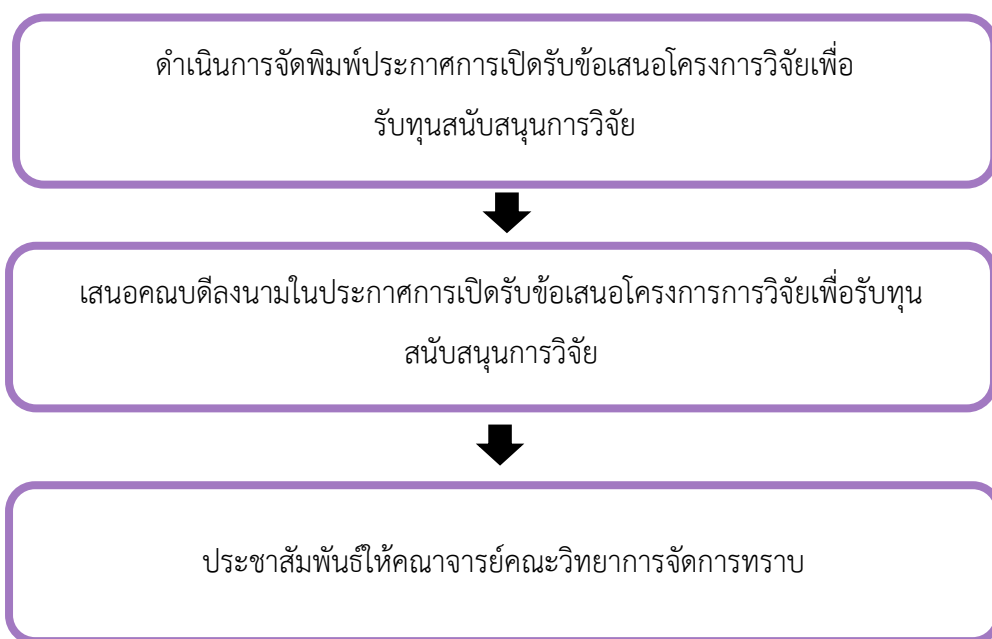 ดำเนินการจัดพิมพ์ประกาศการเปิดรับข้อเสนอโครงการวิจัยเพื่อ
รับทุนสนับสนุนการวิจัย
เสนอคณบดีลงนามในประกาศการเปิดรับข้อเสนอโครงการการวิจัยเพื่อรับทุน
สนับสนุนการวิจัย
ประชาสัมพันธ์ให้คณาจารย์คณะวิทยาการจัดการทราบ